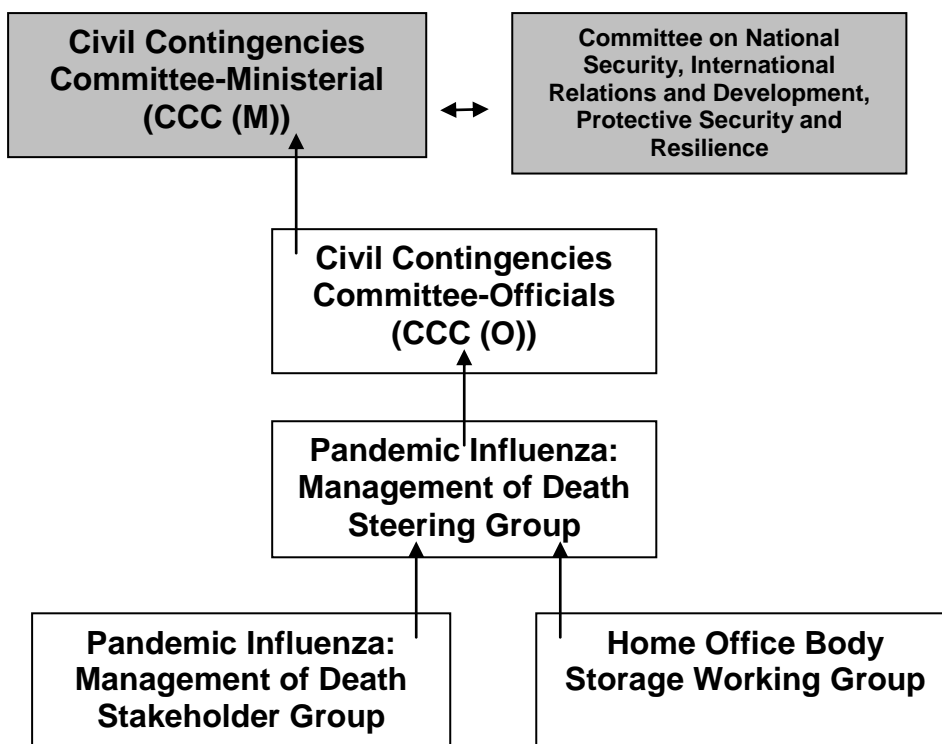 Civil Contingencies
Committee-Ministerial
(CCC (M))
Committee on National
Security, International
Relations and Development,
Protective Security and
Resilience
Civil Contingencies
Committee-Officials
(CCC (O))
Pandemic Influenza:
Management of Death
Steering Group
Pandemic Influenza:
Management of Death
Stakeholder Group
Home Office Body
Storage Working Group